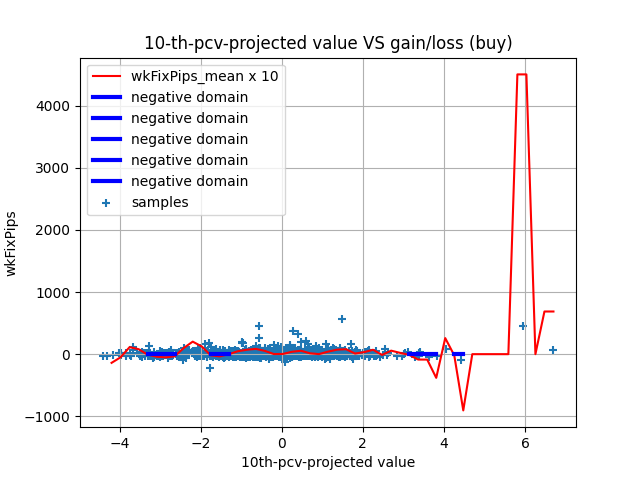 10-th-pcv-projected value VS gain/loss (buy)
wkFixPips_mean x 10
negative domain
negative domain
negative domain
negative domain
negative domain
samples
wkFixPips
4000
3000
2000
1000
0
−1000
−4
−2
0
2
4
6
10th-pcv-projected value